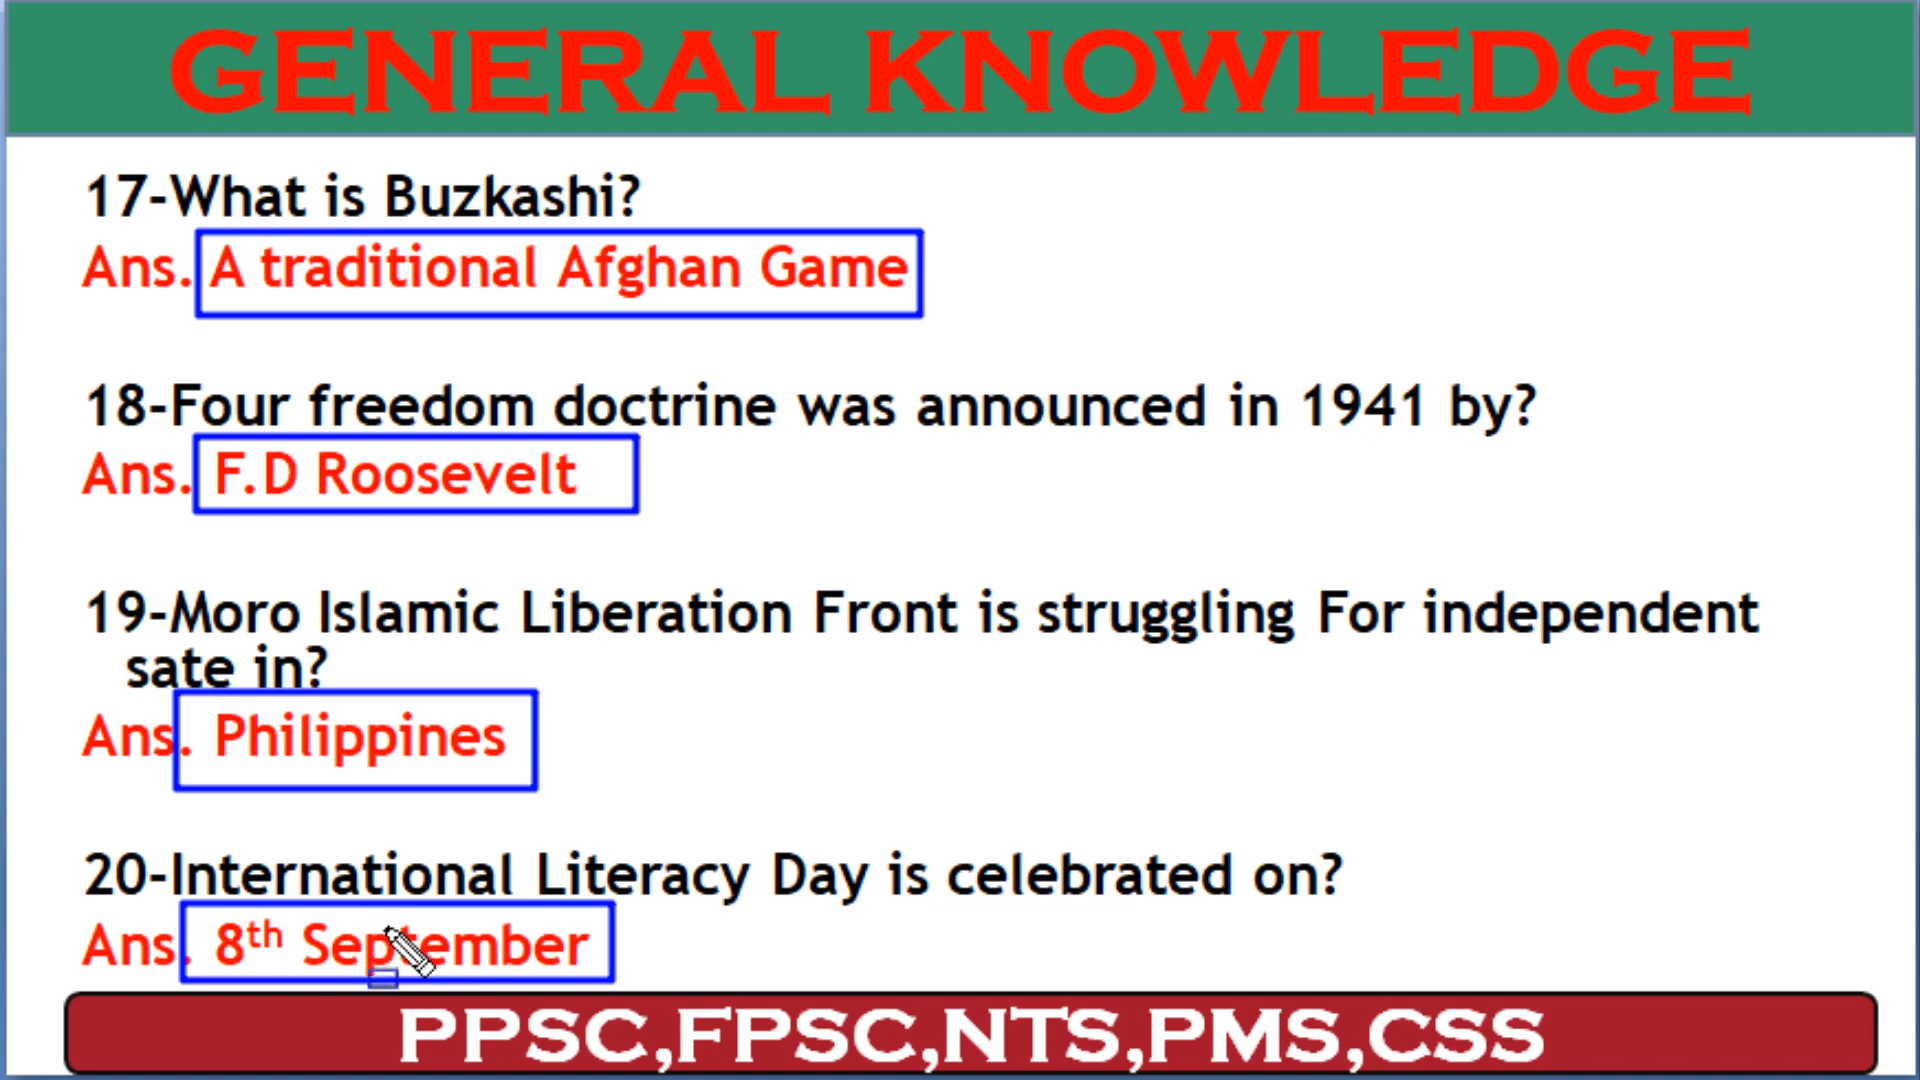 GENERAL KNOWLEDGE
17-What is Buzkashi?
Ans. A traditional Afghan Game
18-Four freedom doctrine was announced in 1941 by?
Ans. F.D Roosevelt
19-Moro Islamic Liberation Front is struggling For independent
sate in?
Ans. Philippines
20-International Literacy Day is celebrated on?
Ans. 8th September
PPSC,FPSC,NTS,PMS,CSS